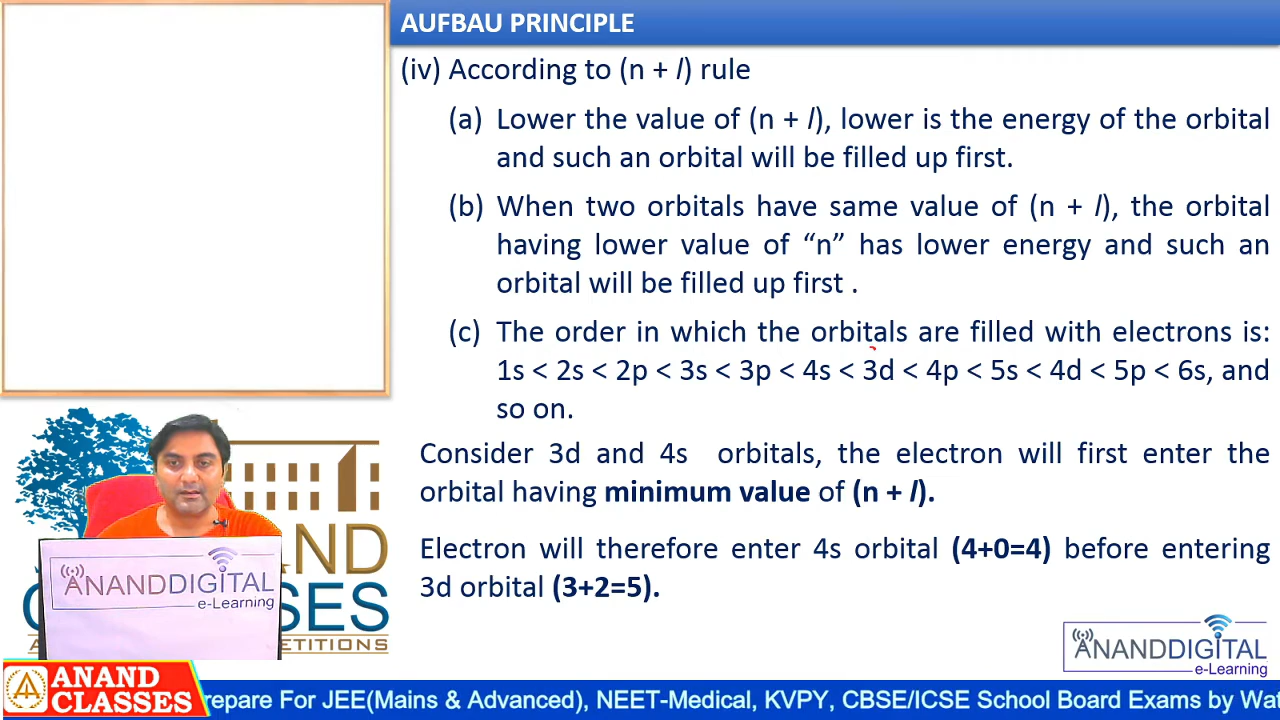 AUFBAU PRINCIPLE
(iv) According to (n + l) rule
(a) Lower the value of (n + l), lower is the energy of the orbital
and such an orbital will be filled up first.
(b) When two orbitals have same value of (n + l), the orbital
having lower value of “n” has lower energy and such an
orbital will be filled up first .
(c) The order in which the orbitals are filled with electrons is:
1s < 2s < 2p < 3s < 3p < 4s < 3d < 4p < 5s < 4d < 5p < 6s, and
so on.
Consider 3d and 4s orbitals, the electron will first enter the
orbital having minimum value of (n + l).
Electron will therefore enter 4s orbital (4+0=4) before entering
3d orbital (3+2=5).
ANANDDIGITAL
e-Learning
ANANDDIGITAL
e-Learning
ANAND
CLASSES
repare For JEE(Mains & Advanced), NEET-Medical, KVPY, CBSE/ICSE School Board Exams by Wa